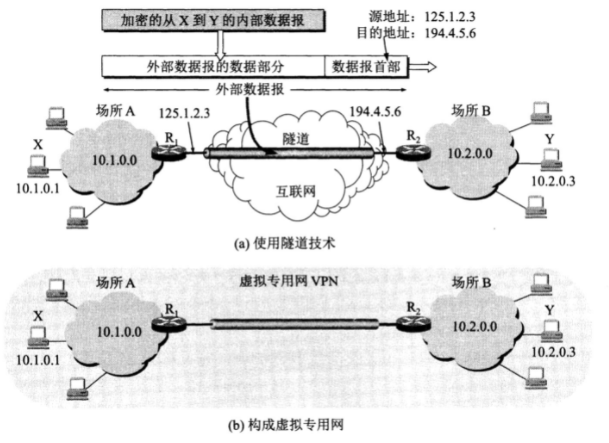 加密的从 X 到 Y 的内部数据报
源地址：125.1.2.3
目的地址：194.4.5.6
外部数据报的数据部分
数据报首部
外部数据报
场所 A
125.1.2.3
194.4.5.6
场所 B
X
R1
隧道
R2
Y
10.1.0.0
10.2.0.0
10.1.0.1
互联网
10.2.0.3
(a) 使用隧道技术
场所 A
虚拟专用网 VPN
场所 B
X
R1
R2
Y
10.1.0.0
10.2.0.0
10.1.0.1
10.2.0.3
(b) 构成虚拟专用网